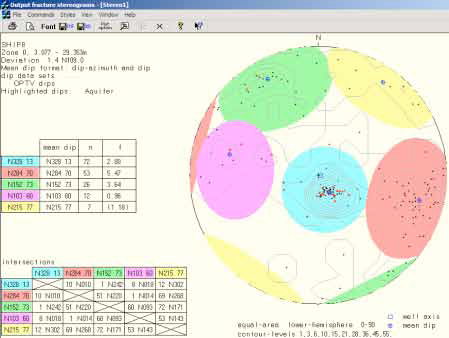 Output fracture stereograms - [Stereo1]
File Commands Styles View Window Help
Font
SHIP8
Zone 0, 3.077 - 29.353m
Deviation 1.4 N109.0
Mean dip format: dip-azimuth and dip
dip data sets
OPTV dips
Highlighted dips: Aquifer
N
mean dip n f
N328 13 N328 13 72 2.80
N284 70 N284 70 53 5.47
N152 73 N152 73 26 3.64
N103 60 N103 60 12 0.96
N215 77 N215 77 7 (1.18)
intersections
N328 13 N284 70 N152 73 N103 60 N215 77
N328 13 10 N010 1 N242 8 N018 12 N302
N284 70 10 N010 51 N220 1 N014 69 N268
N152 73 1 N242 51 N220 60 N093 72 N171
N103 60 8 N018 1 N014 60 N093 53 N143
N215 77 12 N302 69 N268 72 N171 53 N143
well axis
mean dip
equal-area lower-hemisphere 0-90
contour-levels 1,3,6,10,15,21,28,36,45,55,